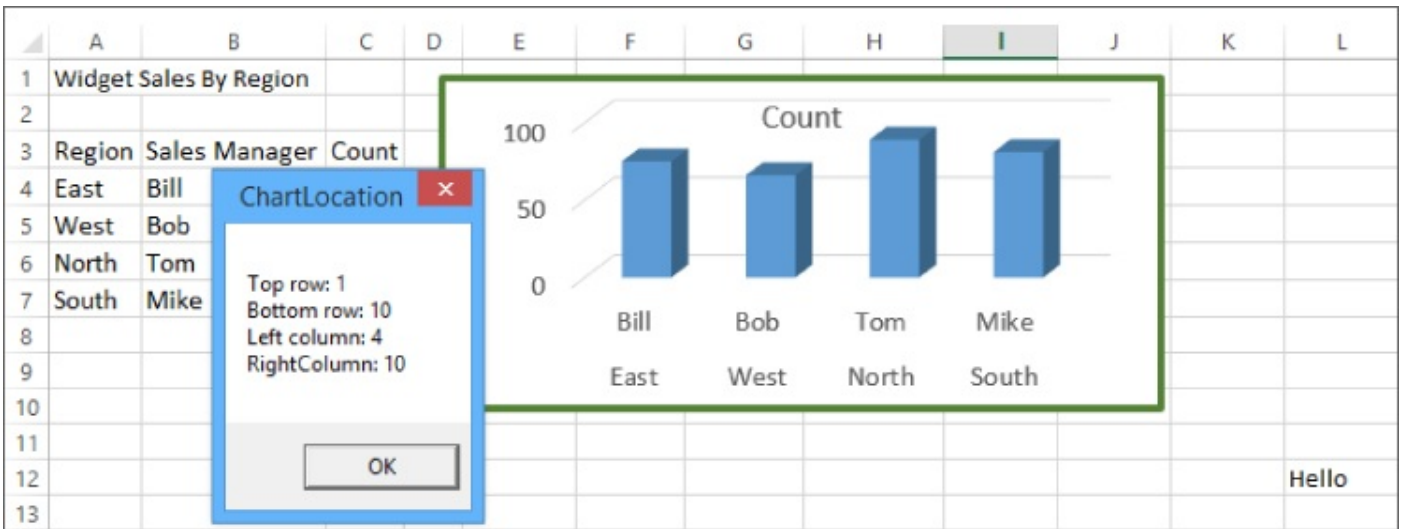 A B C D E F G H I J K L
1 Widget Sales By Region
2
3 Region Sales Manager Count
4 East Bill
5 West Bob
6 North Tom
7 South Mike
8
9
10
11
12 Hello
13
ChartLocation ×
Top row: 1
Bottom row: 10
Left column: 4
RightColumn: 10
OK
Count
100
50
0
Bill Bob Tom Mike
East West North South